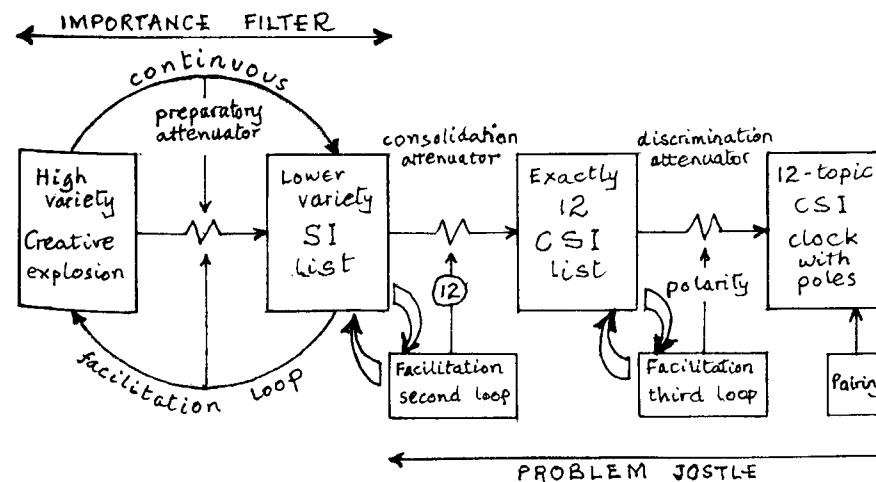 IMPORTANCE FILTER
continuous
preparatory
attenuator
consolidation
attenuator
discrimination
attenuator
High
variety
Creative
explosion
Lower
variety
SI
list
Exactly
12
CSI
list
12-topic
CSI
clock
with
poles
12
polarity
facilitation loop
Facilitation
second loop
Facilitation
third loop
Pairing
PROBLEM JOSTLE